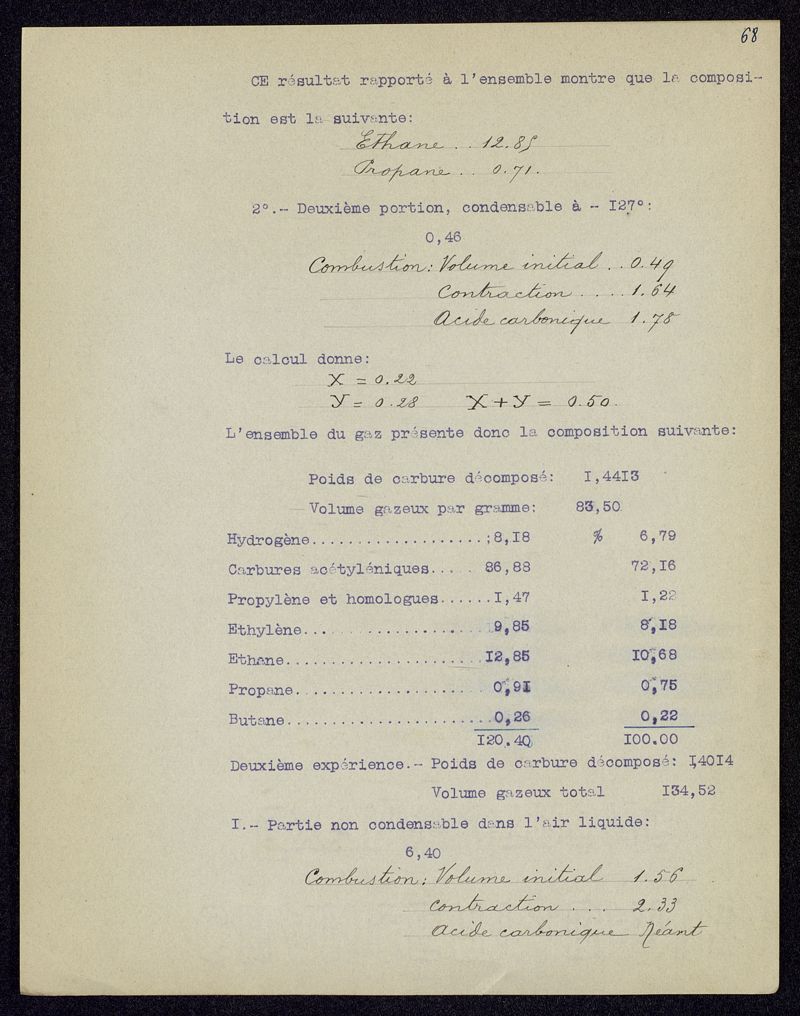 68
CE résultat rapporté à l'ensemble montre que la composi-
tion est la suivante:
Ethane . . 12.85
Propane . . 0.71.
2°.- Deuxième portion, condensable à - I27°:
0,46
Combustion: Volume initial . . 0.49
Contraction . . . . 1.64
Acide carbonique 1.78
Le calcul donne:
X = 0.22
Y = 0.28 X + Y = 0.50.
L'ensemble du gaz présente donc la composition suivante:
Poids de carbure décomposé: I,44I3
Volume gazeux par gramme: 83,50
Hydrogène...................:8,I8 % 6,79
Carbures acétyléniques..... 86,88 72,I6
Propylène et homologues......I,47 I,22
Ethylène... ................ 9,85 8,I8
Ethane......................I2,85 I0,68
Propane..................... 0,9I 0,75
Butane.......................0,26 0,22
I20.40 I00.00
Deuxième expérience.- Poids de carbure décomposé: I,40I4
Volume gazeux total I34,52
I.- Partie non condensable dans l'air liquide:
6,40
Combustion: Volume initial 1.56
contraction . . . 2.33
acide carbonique Néant